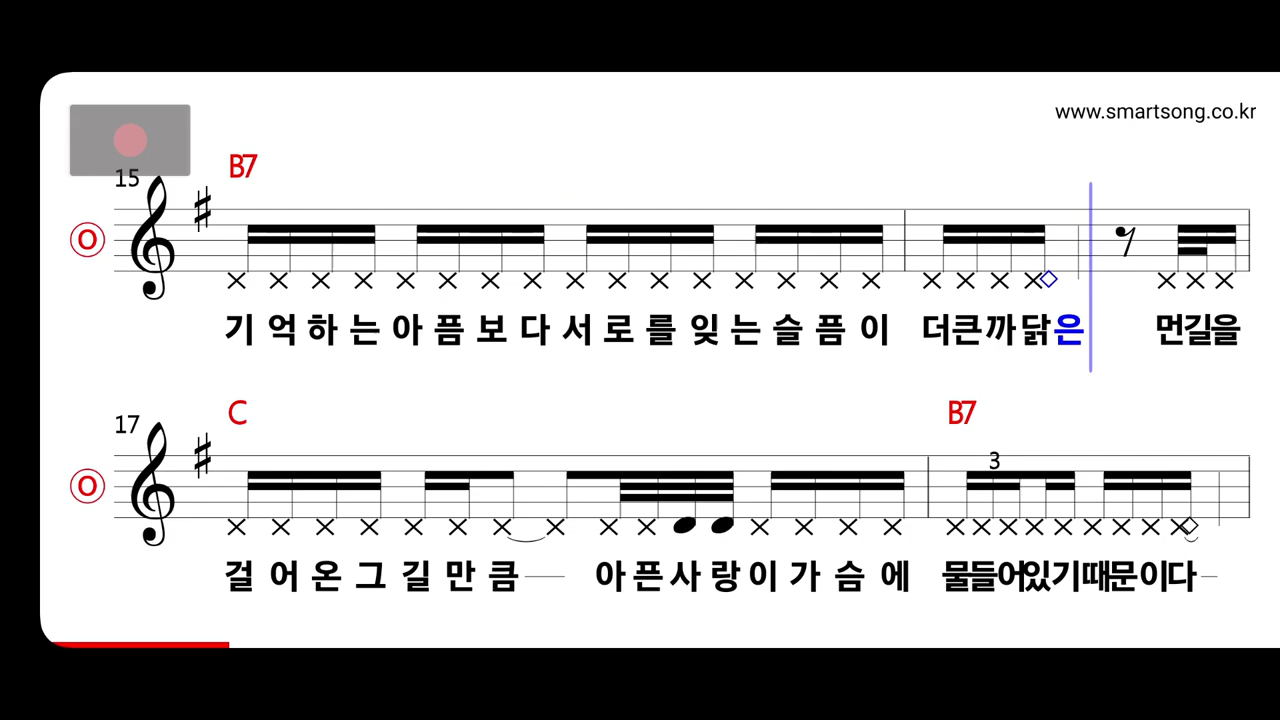 www.smartsong.co.kr
15 B7
O
기 억 하 는 아 픔 보 다 서 로 를 잊 는 슬 픔 이 더큰까닭은 먼길을
17 C B7
3
O
걸 어 온 그 길 만 큼 아 픈 사 랑 이 가 슴 에 물들어있기때문이다